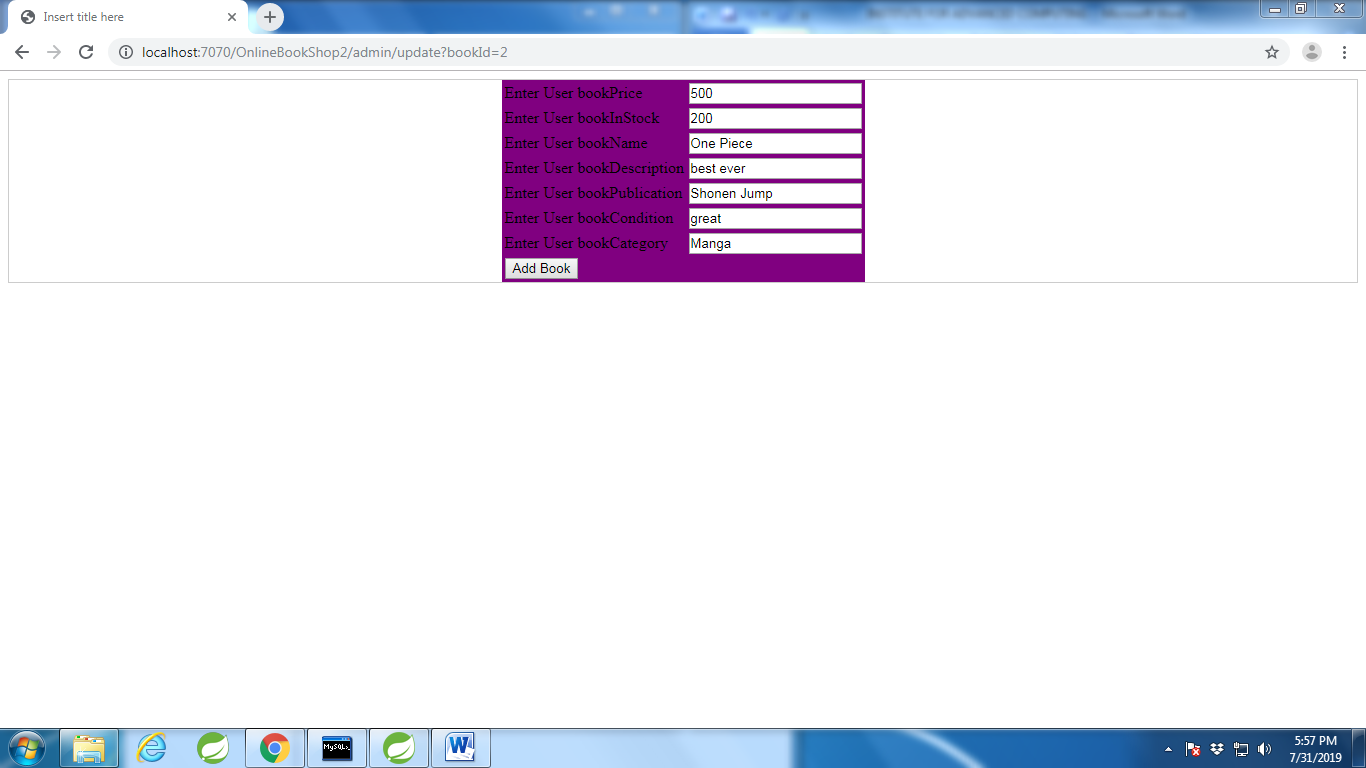 Insert title here
localhost:7070/OnlineBookShop2/admin/update?bookId=2
Enter User bookPrice 500
Enter User bookInStock 200
Enter User bookName One Piece
Enter User bookDescription best ever
Enter User bookPublication Shonen Jump
Enter User bookCondition great
Enter User bookCategory Manga
Add Book
MySQL
5:57 PM
7/31/2019